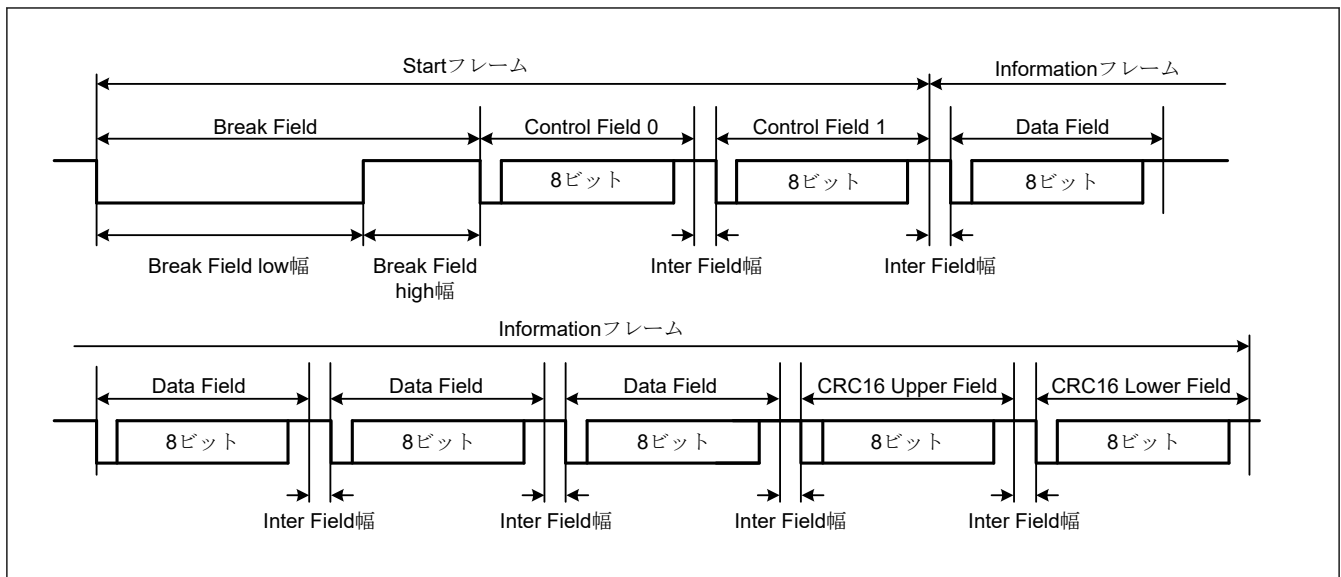 Startフレーム
Informationフレーム
Break Field
Control Field 0
Control Field 1
Data Field
8ビット
8ビット
8ビット
Break Field low幅
Break Field
high幅
Inter Field幅
Inter Field幅
Informationフレーム
Data Field
Data Field
Data Field
CRC16 Upper Field
CRC16 Lower Field
8ビット
8ビット
8ビット
8ビット
8ビット
Inter Field幅
Inter Field幅
Inter Field幅
Inter Field幅